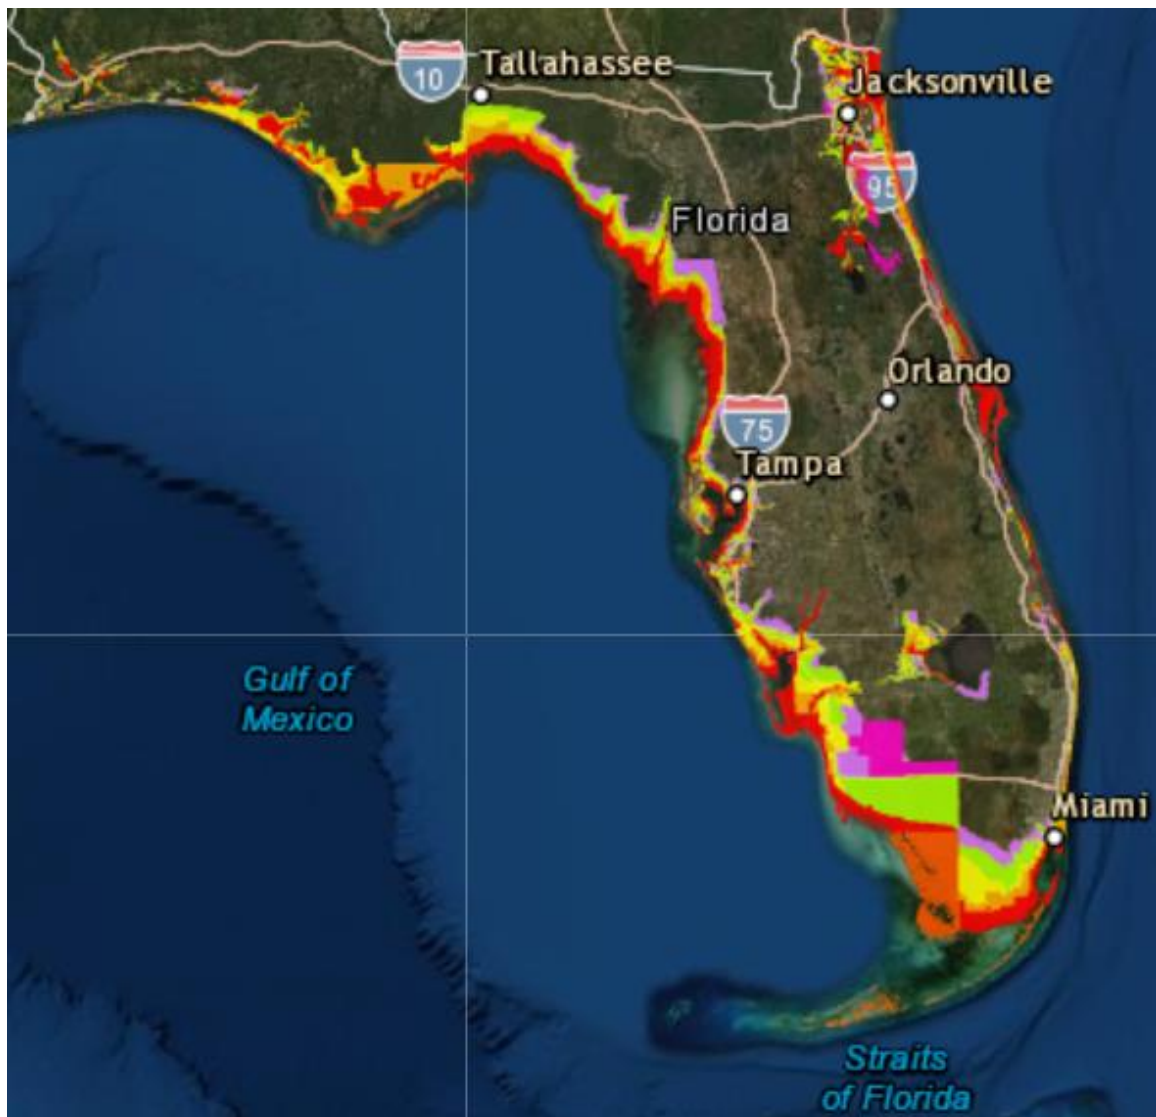 Tallahassee
10
Jacksonville
95
Florida
Orlando
75
Tampa
Gulf of
Mexico
Miami
Straits
of Florida